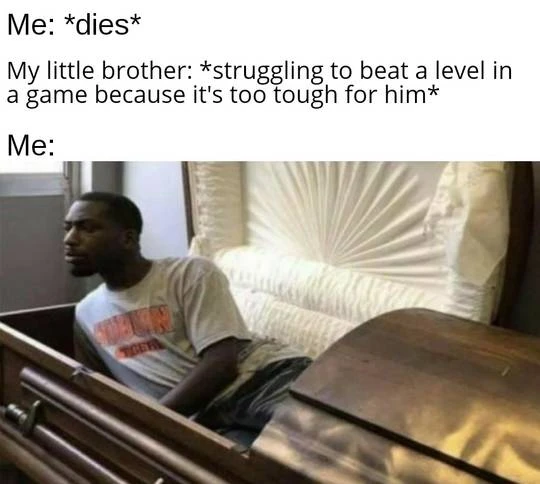 Me: *dies*
My little brother: *struggling to beat a level in
a game because it's too tough for him*
Me: